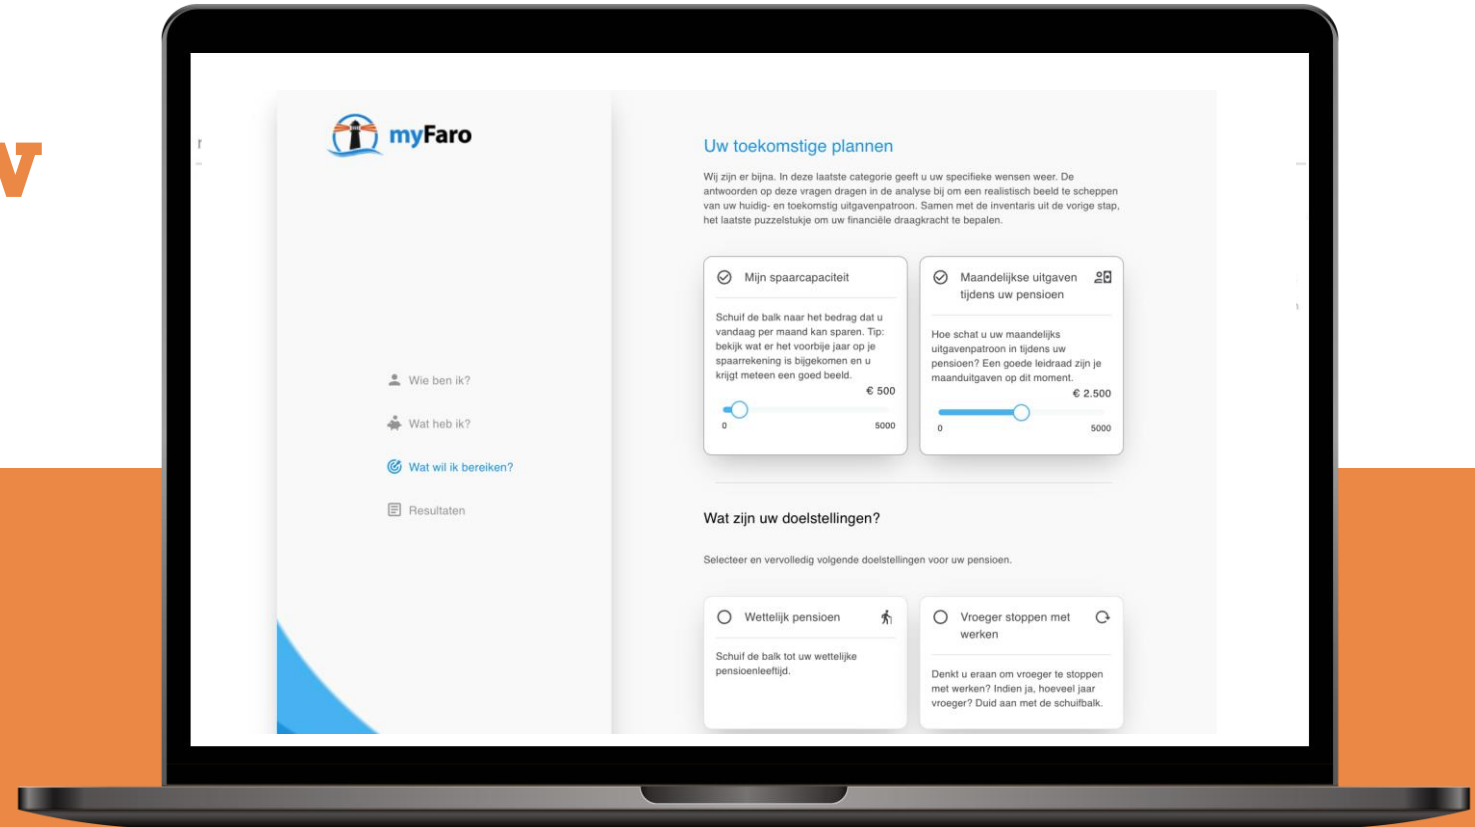 w
myFaro
Wie ben ik?
Wat heb ik?
Wat wil ik bereiken?
Resultaten
Uw toekomstige plannen
Wij zijn er bijna. In deze laatste categorie geeft u uw specifieke wensen weer. De
antwoorden op deze vragen dragen in de analyse bij om een realistisch beeld te scheppen
van uw huidig- en toekomstig uitgavenpatroon. Samen met de inventaris uit de vorige stap,
het laatste puzzelstukje om uw financiële draagkracht te bepalen.
Mijn spaarcapaciteit
Schuif de balk naar het bedrag dat u
vandaag per maand kan sparen. Tip:
bekijk wat er het voorbije jaar op je
spaarrekening is bijgekomen en u
krijgt meteen een goed beeld.
€ 500
0 5000
Maandelijkse uitgaven
tijdens uw pensioen
Hoe schat u uw maandelijks
uitgavenpatroon in tijdens uw
pensioen? Een goede leidraad zijn je
maanduitgaven op dit moment.
€ 2.500
0 5000
Wat zijn uw doelstellingen?
Selecteer en vervolledig volgende doelstellingen voor uw pensioen.
Wettelijk pensioen
Schuif de balk tot uw wettelijke
pensioenleeftijd.
Vroeger stoppen met
werken
Denkt u eraan om vroeger te stoppen
met werken? Indien ja, hoeveel jaar
vroeger? Duid aan met de schuifbalk.